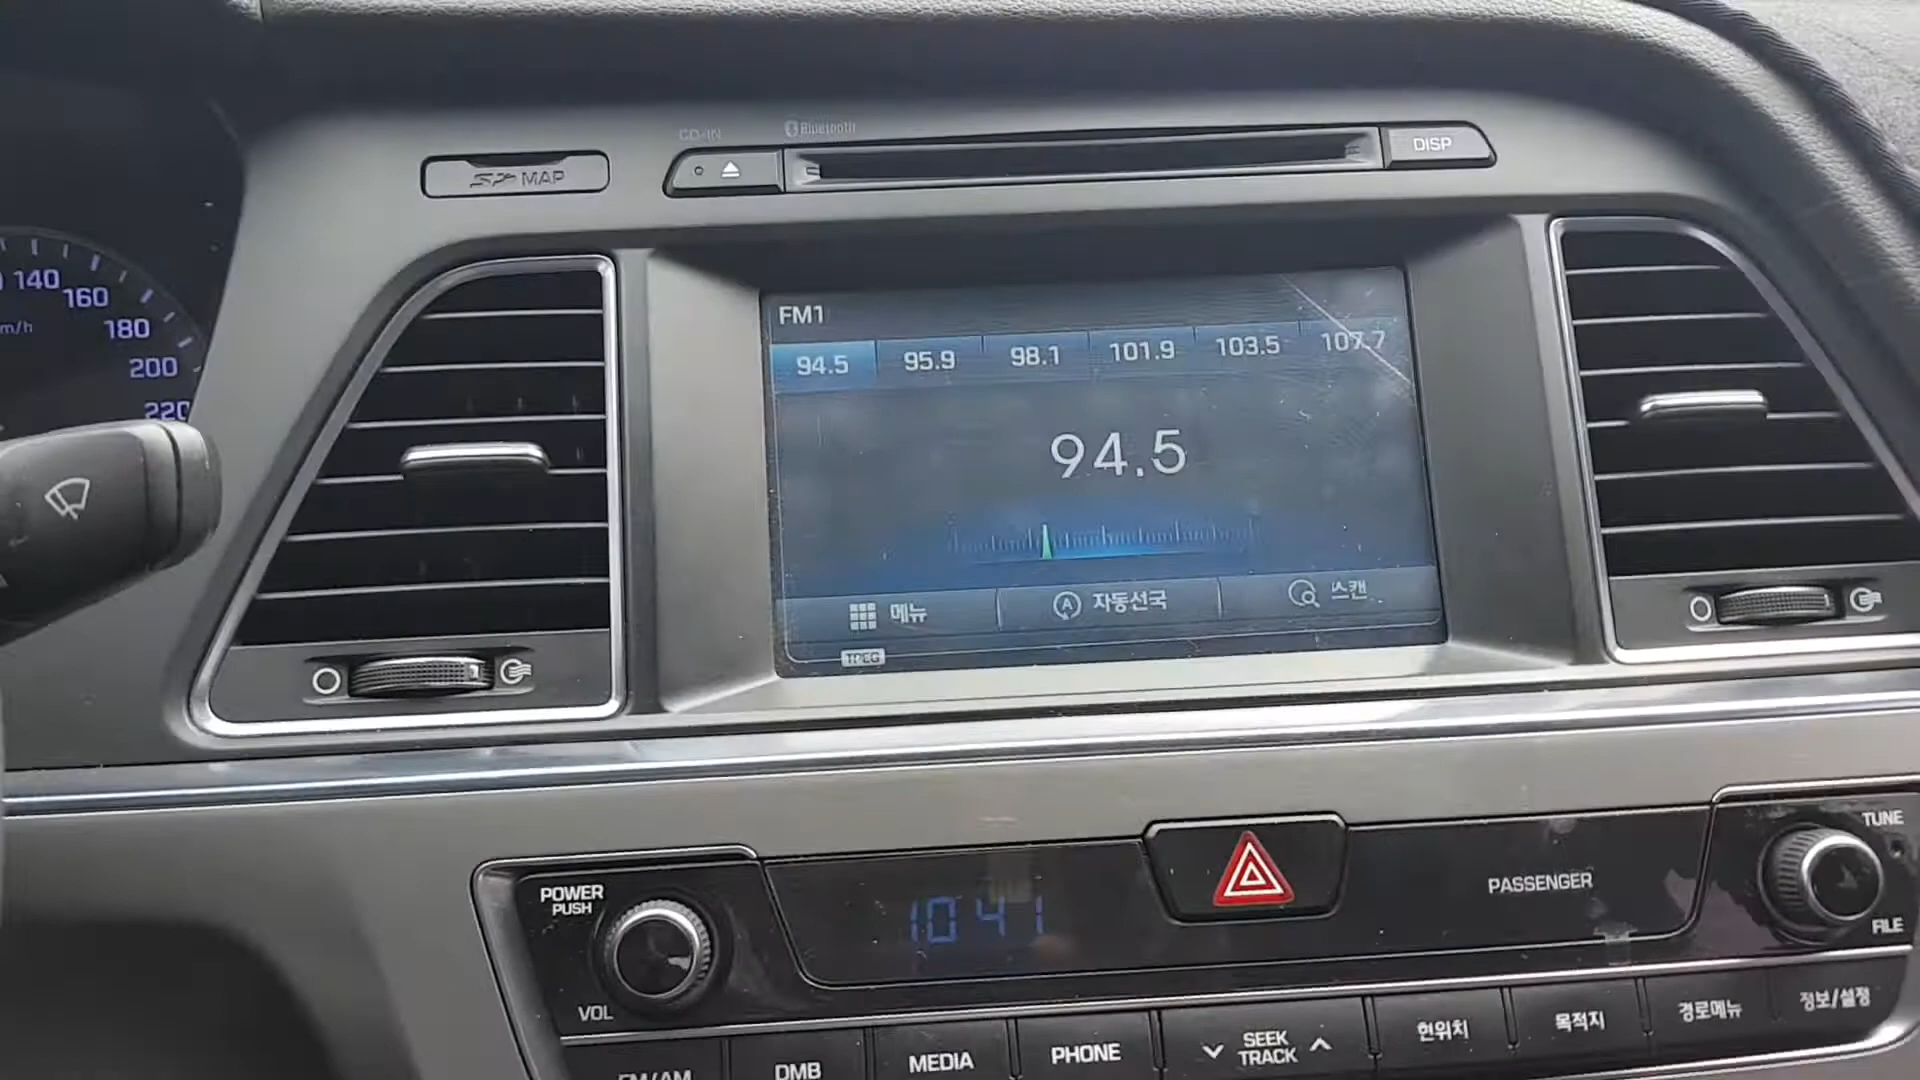 CD-IN
Bluetooth
DISP
SD MAP
140
160
180
200
220
FM1
94.5 95.9 98.1 101.9 103.5 107.7
94.5
메뉴 자동선국 스캔
TPEG
POWER
PUSH
VOL
10 41
PASSENGER
TUNE
FILE
FM/AM DMB MEDIA PHONE SEEK TRACK 현위치 목적지 경로메뉴 정보/설정